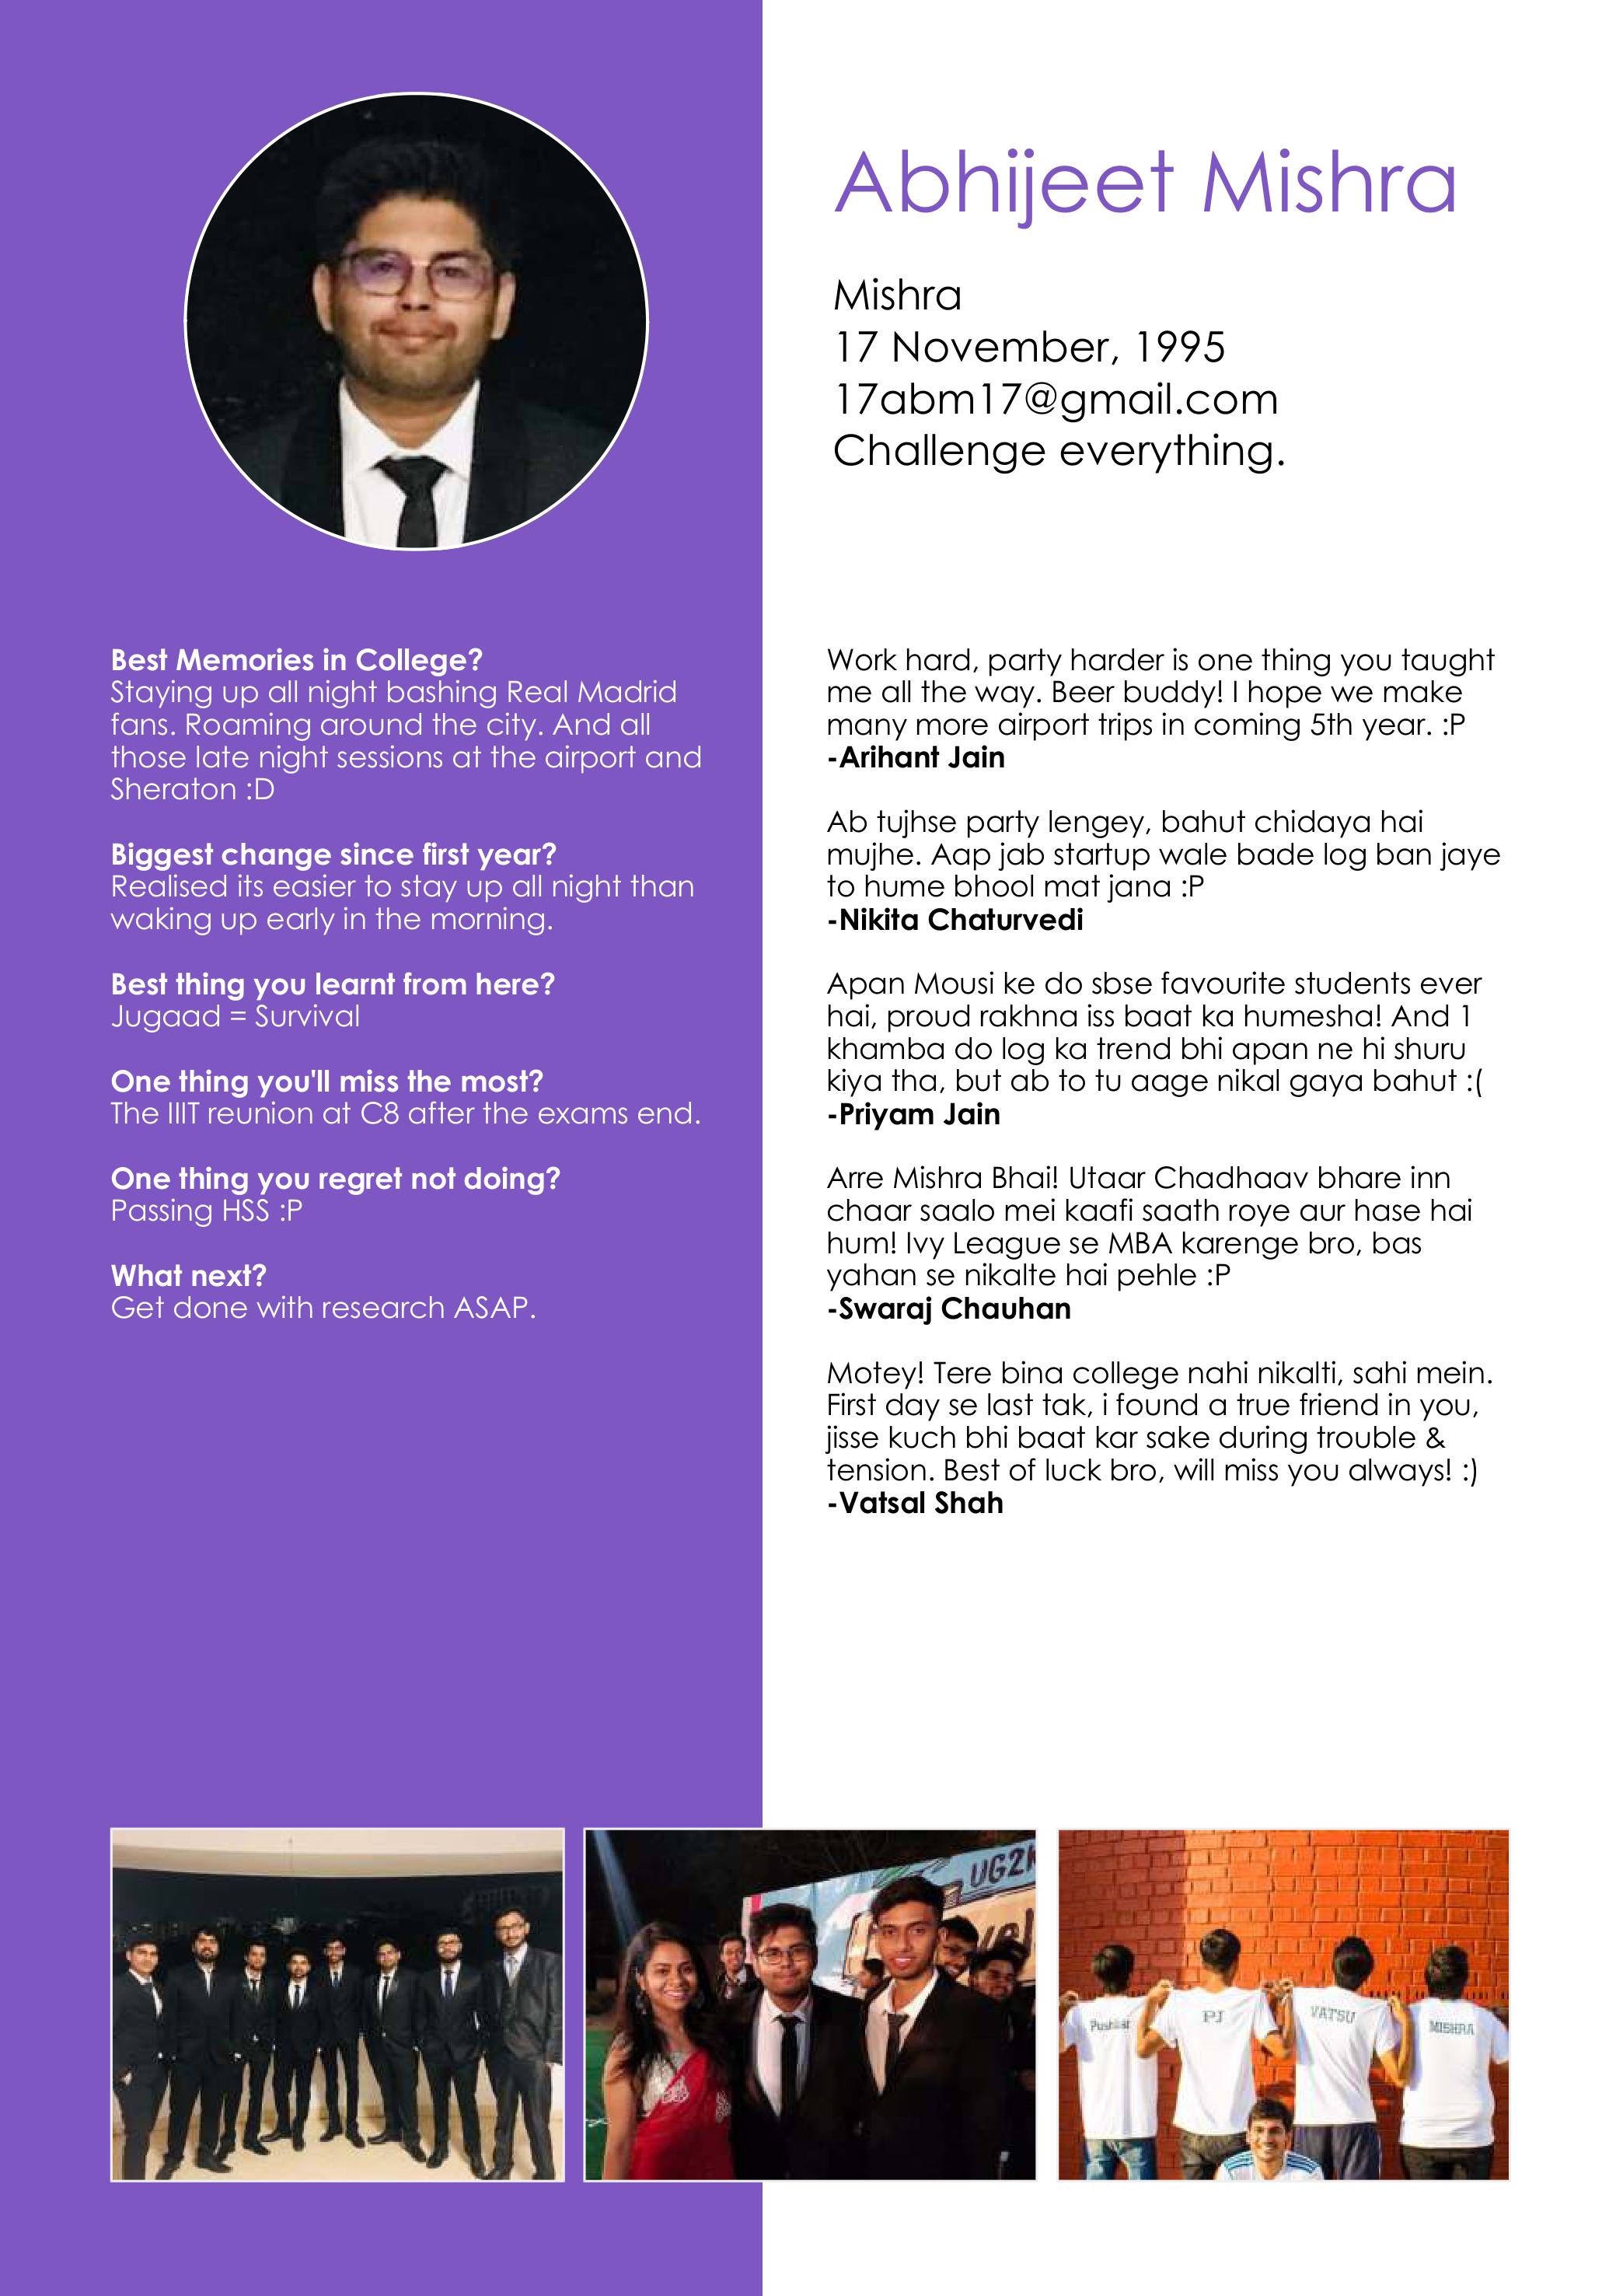 Abhijeet Mishra
Mishra
17 November, 1995
17abm17@gmail.com
Challenge everything.
Best Memories in College?
Staying up all night bashing Real Madrid
fans. Roaming around the city. And all
those late night sessions at the airport and
Sheraton :D
Biggest change since first year?
Realised its easier to stay up all night than
waking up early in the morning.
Best thing you learnt from here?
Jugaad = Survival
One thing you'll miss the most?
The IIIT reunion at C8 after the exams end.
One thing you regret not doing?
Passing HSS :P
What next?
Get done with research ASAP.
Work hard, party harder is one thing you taught
me all the way. Beer buddy! I hope we make
many more airport trips in coming 5th year. :P
-Arihant Jain
Ab tujhse party lengey, bahut chidaya hai
mujhe. Aap jab startup wale bade log ban jaye
to hume bhool mat jana :P
-Nikita Chaturvedi
Apan Mousi ke do sbse favourite students ever
hai, proud rakhna iss baat ka humesha! And 1
khamba do log ka trend bhi apan ne hi shuru
kiya tha, but ab to tu aage nikal gaya bahut :(
-Priyam Jain
Arre Mishra Bhai! Utaar Chadhaav bhare inn
chaar saalo mei kaafi saath roye aur hase hai
hum! Ivy League se MBA karenge bro, bas
yahan se nikalte hai pehle :P
-Swaraj Chauhan
Motey! Tere bina college nahi nikalti, sahi mein.
First day se last tak, i found a true friend in you,
jisse kuch bhi baat kar sake during trouble &
tension. Best of luck bro, will miss you always! :)
-Vatsal Shah
UG2K
Pushkar
PJ
VATSU
MISHRA